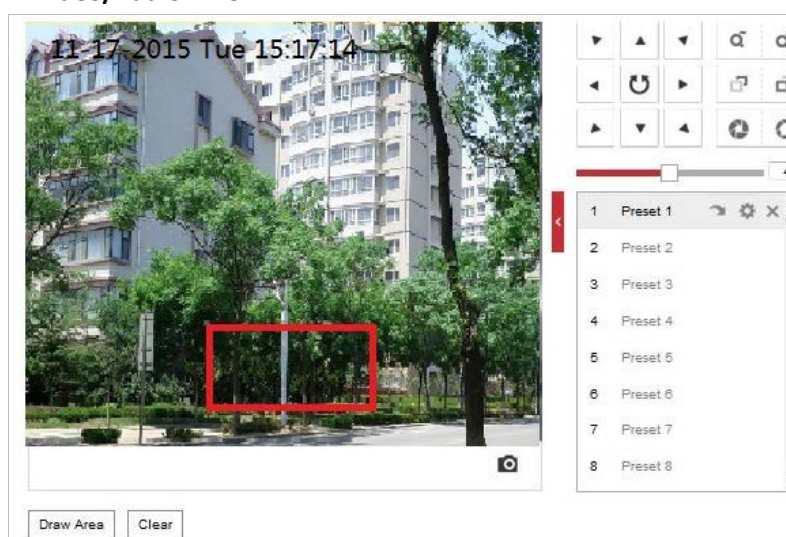 11-17-2015 Tue 15:17:14
1 Preset 1
2 Preset 2
3 Preset 3
4 Preset 4
5 Preset 5
6 Preset 6
7 Preset 7
8 Preset 8
Draw Area
Clear